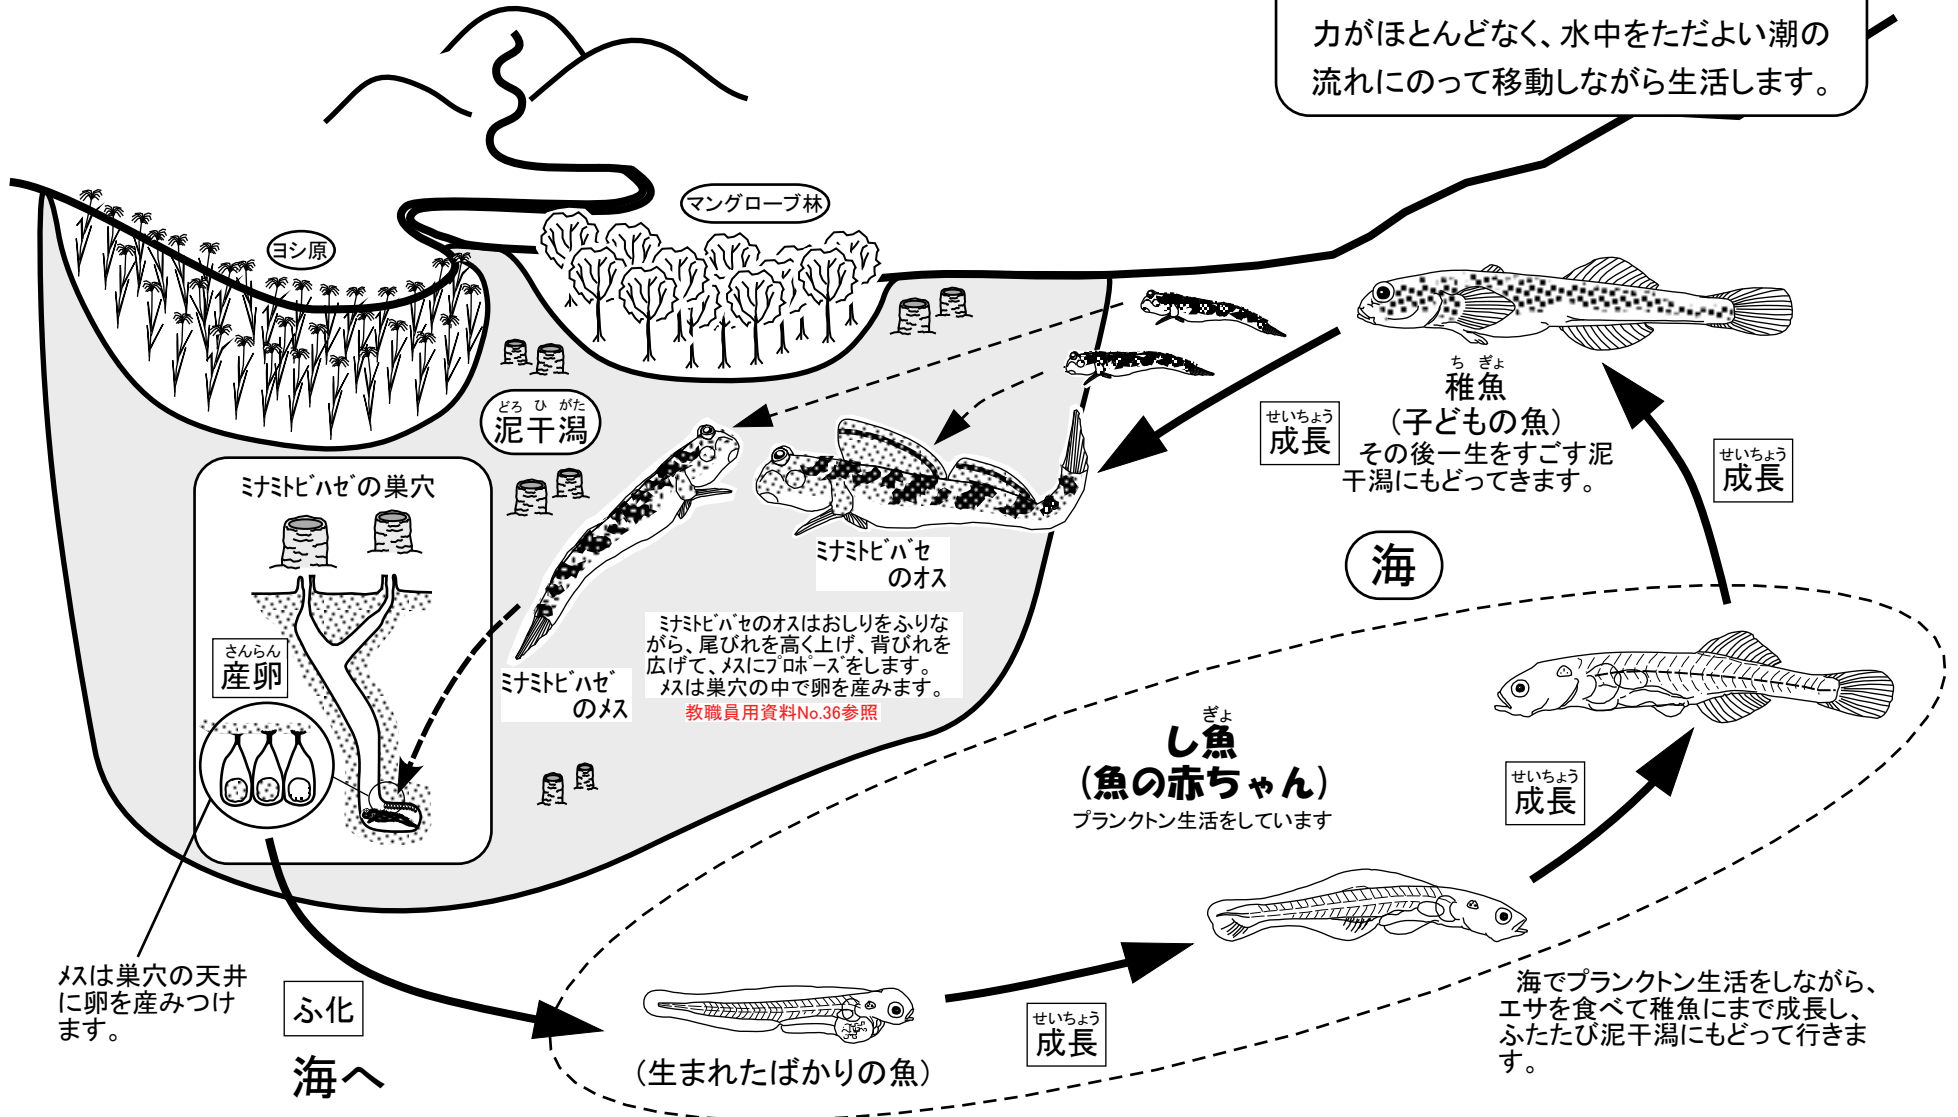 力がほとんどなく、水中をただよい潮の
流れにのって移動しながら生活します。
マングローブ林
ヨシ原
どろ ひ がた
泥干潟
ミナミトビハゼの巣穴
さんらん
産卵
ミナミトビハゼ
のオス
ミナミトビハゼ
のメス
ミナミトビハゼのオスはおしりをふりな
がら、尾びれを高く上げ、背びれを
広げて、メスにプロポーズをします。
メスは巣穴の中で卵を産みます。
教職員用資料No.36参照
ち ぎょ
稚魚
(子どもの魚)
その後一生をすごす泥
干潟にもどってきます。
せいちょう
成長
せいちょう
成長
海
ぎょ
し魚
(魚の赤ちゃん)
プランクトン生活をしています
せいちょう
成長
メスは巣穴の天井
に卵を産みつけ
ます。
ふ化
海へ
(生まれたばかりの魚)
せいちょう
成長
海でプランクトン生活をしながら、
エサを食べて稚魚にまで成長し、
ふたたび泥干潟にもどって行きま
す。